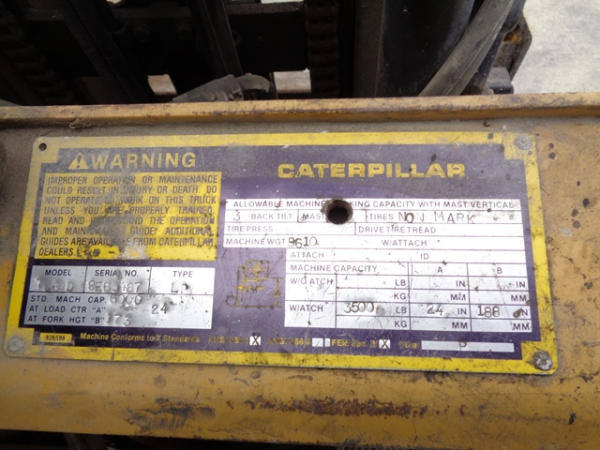 WARNING
IMPROPER OPERATION OR MAINTENANCE
COULD RESULT IN INJURY OR DEATH. DO
NOT OPERATE OR WORK ON THIS TRUCK
UNLESS YOU ARE PROPERLY TRAINED.
READ AND THE OPERATION
AND MAINTENANCE GUIDE. ADDITIONAL
GUIDES ARE AVAILABLE FROM CATERPILLAR
DEALERS.
MODEL SERIAL NO. TYPE
STD. MACH CAP. 6000
AT LOAD CTR "A" 24
AT FORK HGT "B"
CATERPILLAR
ALLOWABLE MACHINE CAPACITY WITH MAST VERTICAL
3 BACK TILT MAST TIRES NO J MARK
TIRE PRESS DRIVE TIRE TREAD
MACHINE WGT 9610 W/ATTACH
ATTACH ID
MACHINE CAPACITY A B
W/O ATCH LB IN IN
KG MM MM
W/ATCH 3500 LB 24 IN 188 IN
KG MM MM
Machine Conforms to X Standards X X